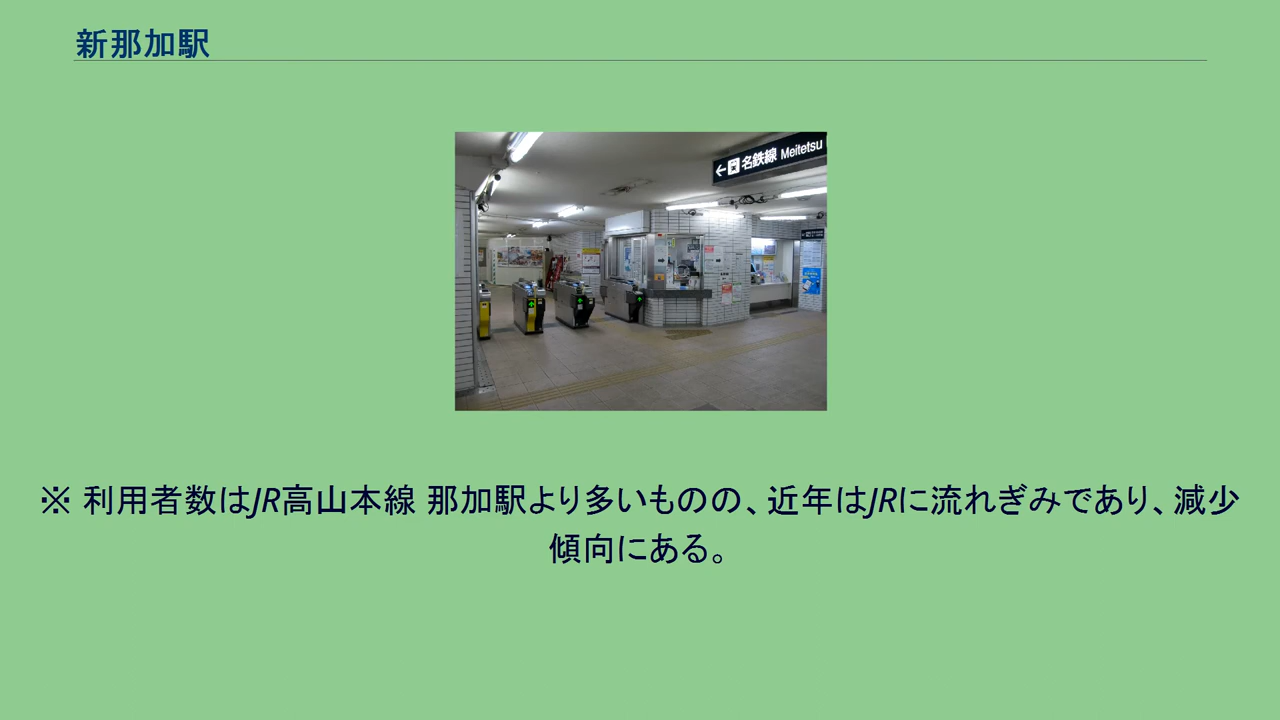 新那加駅
← 名鉄線 Meitetsu
※ 利用者数はJR高山本線 那加駅より多いものの、近年はJRに流れぎみであり、減少
傾向にある。